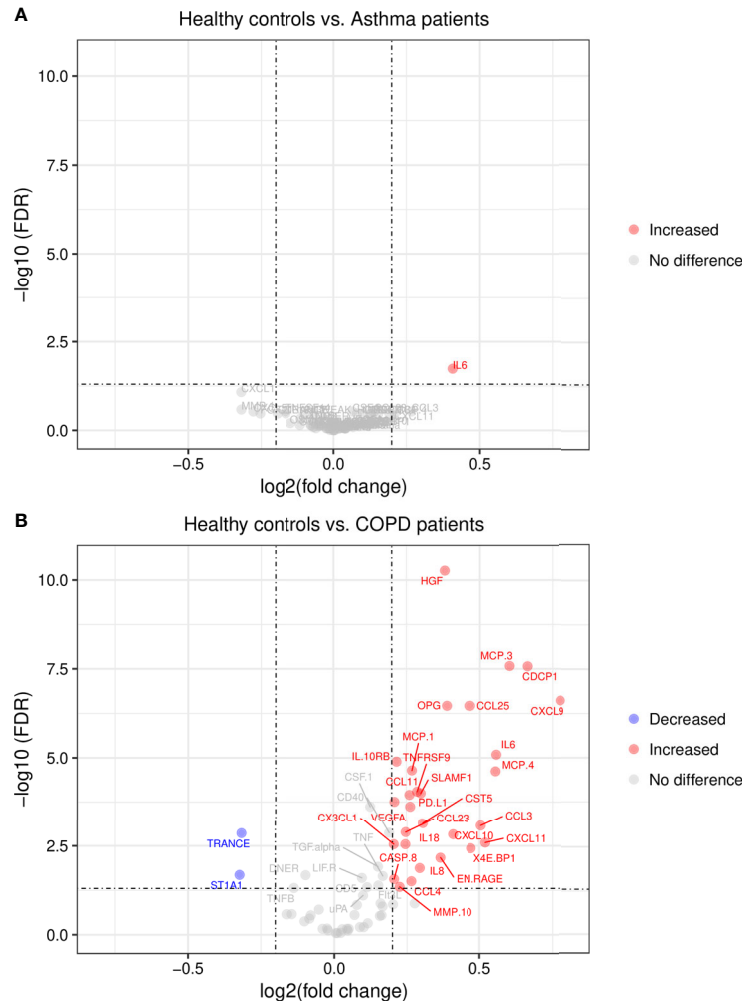 A
Healthy controls vs. Asthma patients
10.0
7.5
5.0
2.5
0.0
−log10 (FDR)
IL6
CXCL1
CCL3
−0.5
0.0
0.5
log2(fold change)
Increased
No difference
B
Healthy controls vs. COPD patients
10.0
7.5
5.0
2.5
0.0
−log10 (FDR)
HGF
MCP.3
CDCP1
OPG
CCL25
CXCL9
MCP.1
IL6
IL.10RB
TNFRSF9
MCP.4
CSF.1
CCL11
SLAMF1
CD40
PD.L1
CST5
CX3CL1
VEGFA
CCL23
CCL3
TNF
IL18
CXCL10
CXCL11
TRANCE
TGF.alpha
CASP.8
X4E.BP1
DNER
LIF.R
IL8
EN.RAGE
ST1A1
CD5
CCL4
TNFB
uPA
MMP.10
−0.5
0.0
0.5
log2(fold change)
Decreased
Increased
No difference